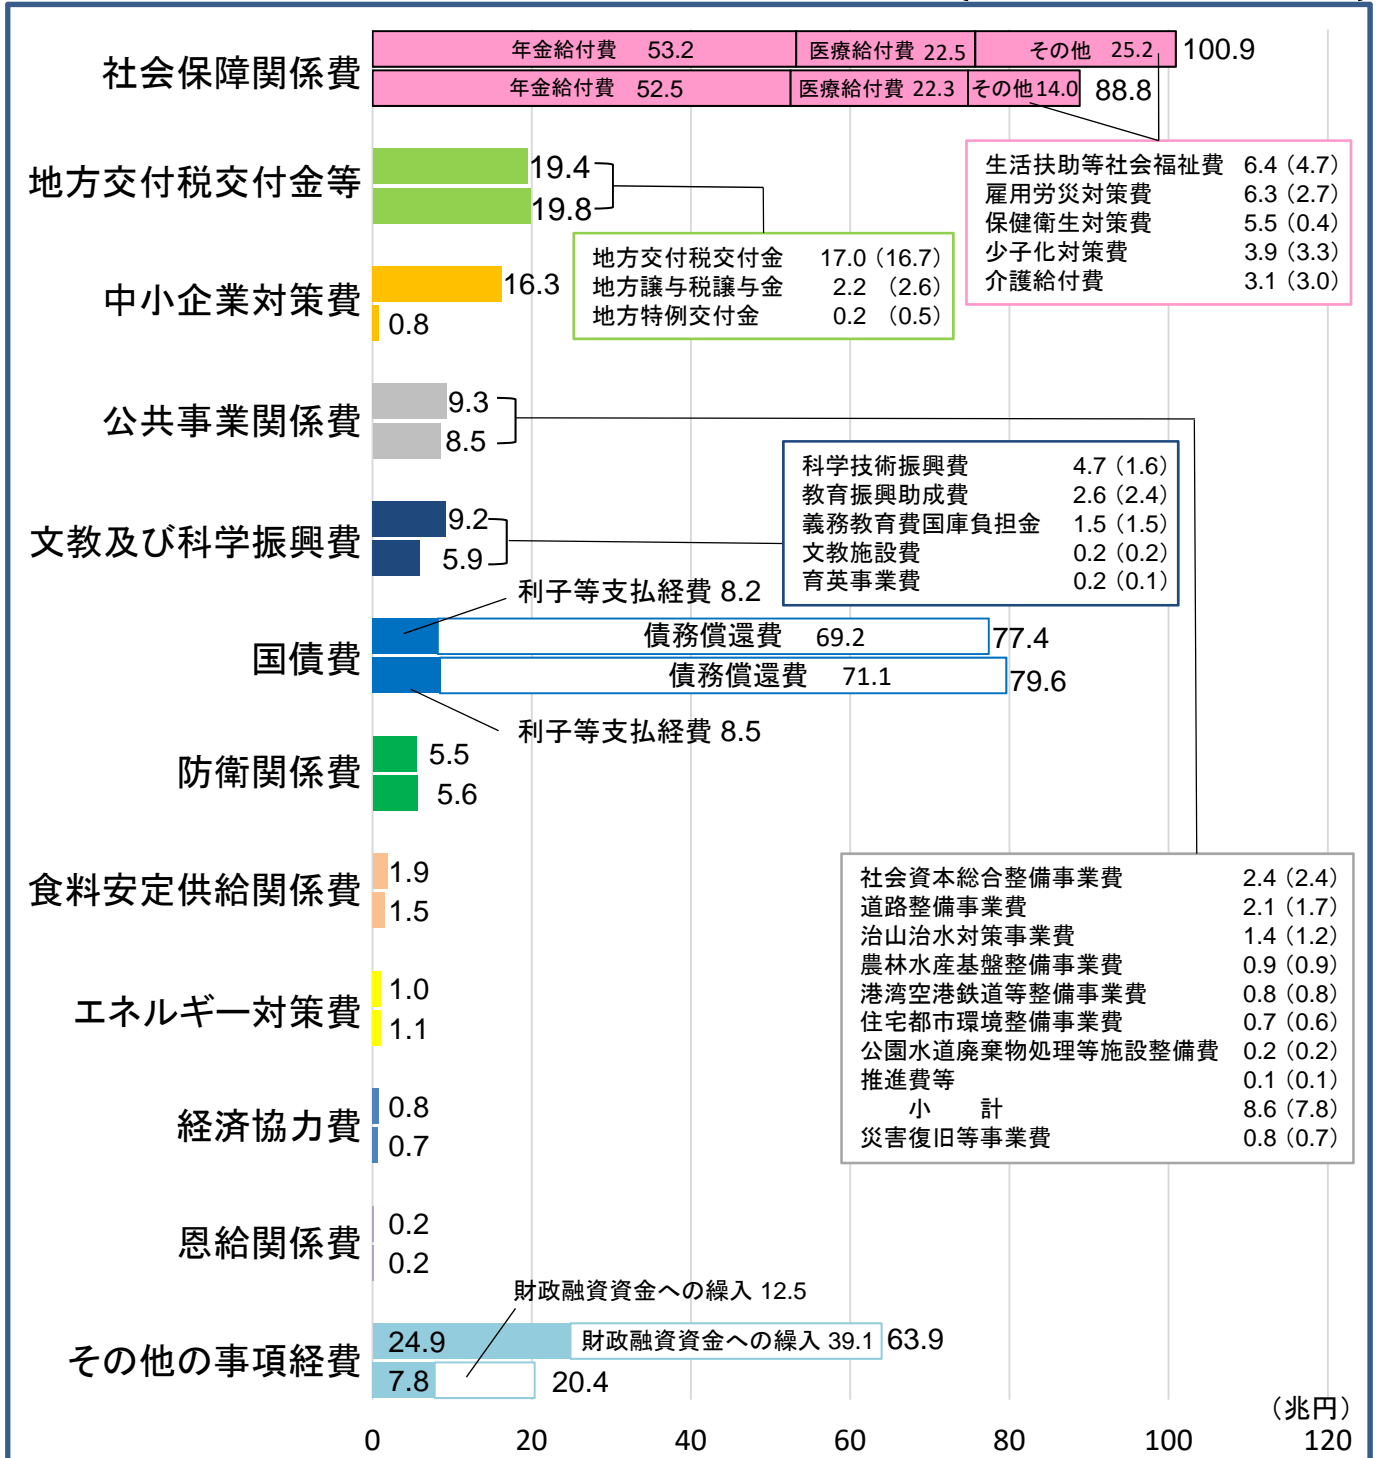 社会保障関係費
年金給付費 53.2 医療給付費 22.5 その他 25.2 100.9
年金給付費 52.5 医療給付費 22.3 その他14.0 88.8
生活扶助等社会福祉費 6.4（4.7）
雇用労災対策費 6.3（2.7）
保健衛生対策費 5.5（0.4）
少子化対策費 3.9（3.3）
介護給付費 3.1（3.0）
地方交付税交付金等
19.4
19.8
地方交付税交付金 17.0（16.7）
地方譲与税譲与金 2.2 （2.6）
地方特例交付金 0.2 （0.5）
中小企業対策費
16.3
0.8
公共事業関係費
9.3
8.5
文教及び科学振興費
9.2
5.9
科学技術振興費 4.7（1.6）
教育振興助成費 2.6（2.4）
義務教育費国庫負担金 1.5（1.5）
文教施設費 0.2（0.2）
育英事業費 0.2（0.1）
国債費
利子等支払経費 8.2
債務償還費 69.2 77.4
債務償還費 71.1 79.6
利子等支払経費 8.5
防衛関係費
5.5
5.6
食料安定供給関係費
1.9
1.5
社会資本総合整備事業費 2.4（2.4）
道路整備事業費 2.1（1.7）
治山治水対策事業費 1.4（1.2）
農林水産基盤整備事業費 0.9（0.9）
港湾空港鉄道等整備事業費 0.8（0.8）
住宅都市環境整備事業費 0.7（0.6）
公園水道廃棄物処理等施設整備費 0.2（0.2）
推進費等 0.1（0.1）
小 計 8.6（7.8）
災害復旧等事業費 0.8（0.7）
エネルギー対策費
1.0
1.1
経済協力費
0.8
0.7
恩給関係費
0.2
0.2
その他の事項経費
財政融資資金への繰入 12.5
24.9 財政融資資金への繰入 39.1 63.9
7.8 20.4
（兆円）
0 20 40 60 80 100 120